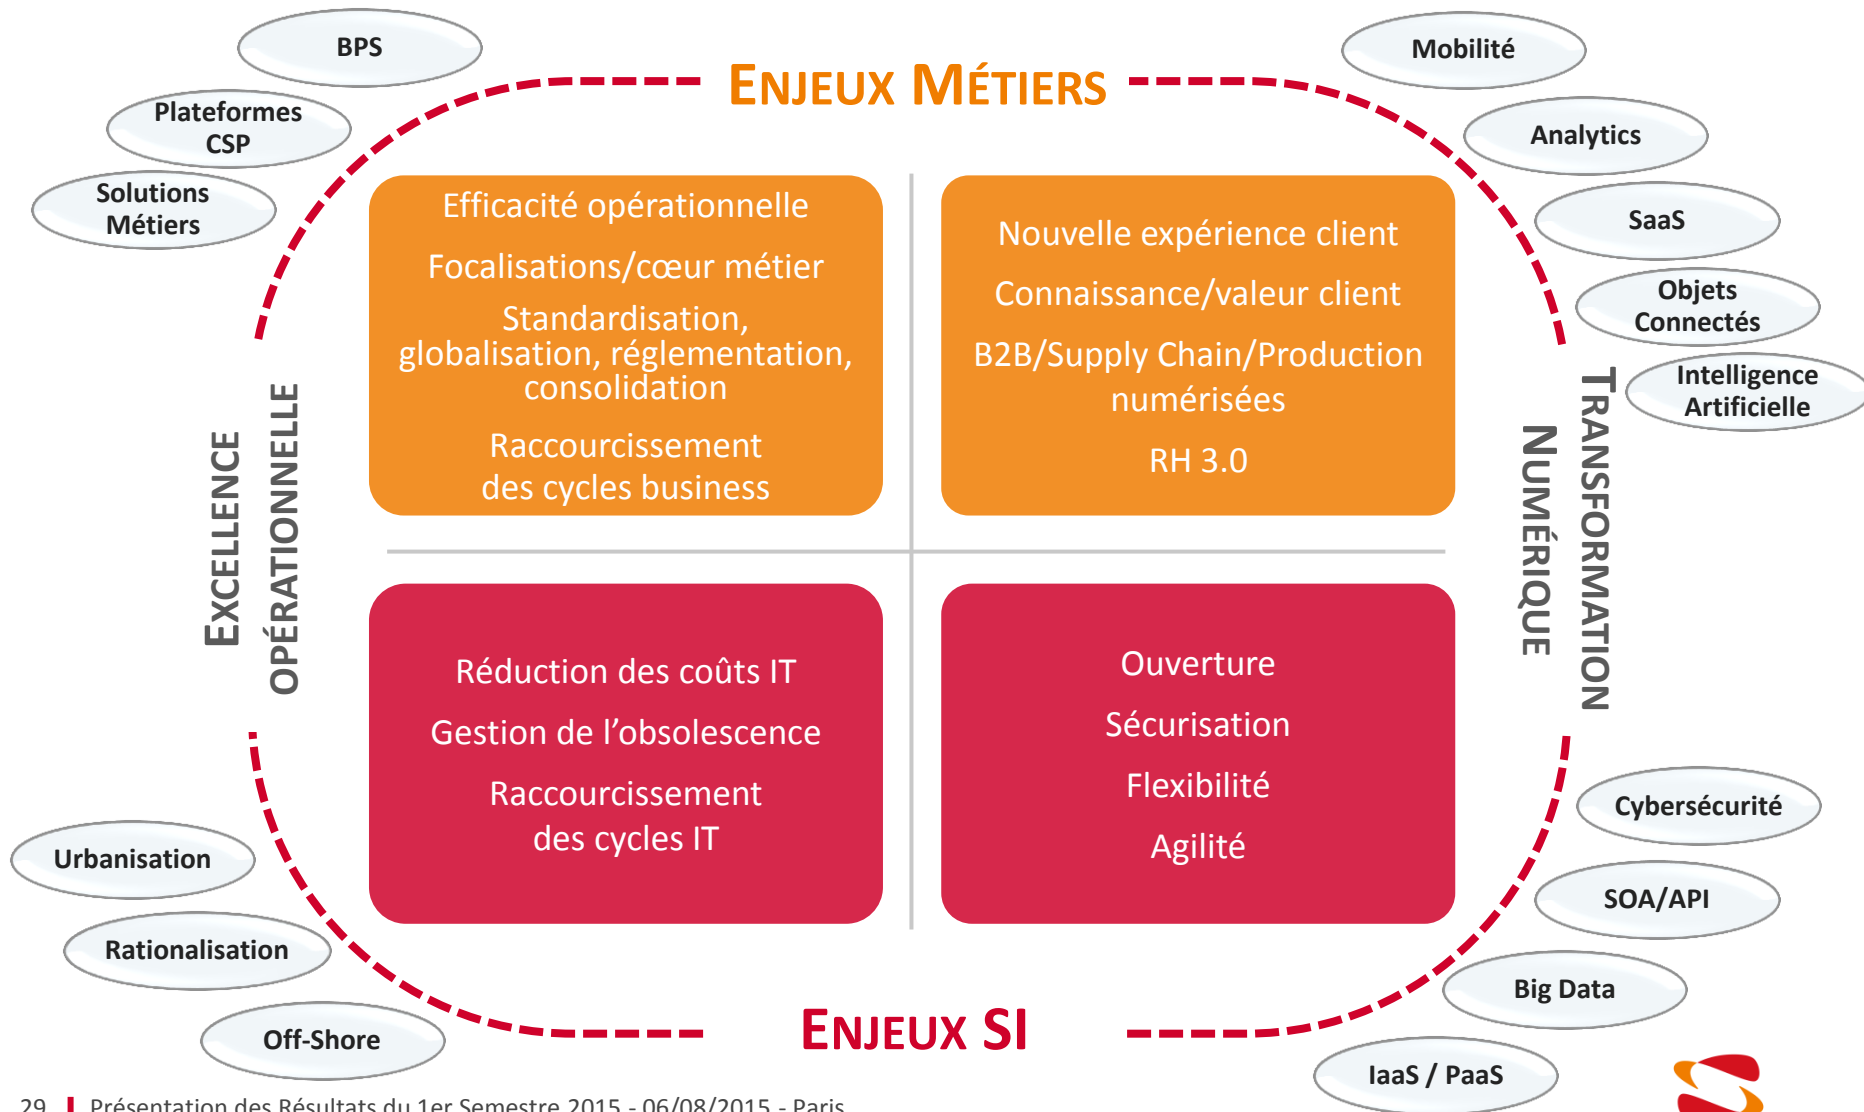 BPS
Plateformes
CSP
Solutions
Métiers
ENJEUX MÉTIERS
Mobilité
Analytics
SaaS
Objets
Connectés
Intelligence
Artificielle
Efficacité opérationnelle
Focalisations/cœur métier
Standardisation,
globalisation, réglementation,
consolidation
Raccourcissement
des cycles business
Nouvelle expérience client
Connaissance/valeur client
B2B/Supply Chain/Production
numérisées
RH 3.0
EXCELLENCE
OPÉRATIONNELLE
TRANSFORMATION
NUMÉRIQUE
Réduction des coûts IT
Gestion de l’obsolescence
Raccourcissement
des cycles IT
Ouverture
Sécurisation
Flexibilité
Agilité
Urbanisation
Rationalisation
Off-Shore
ENJEUX SI
Cybersécurité
SOA/API
Big Data
IaaS / PaaS
29 Présentation des Résultats du 1er Semestre 2015 - 06/08/2015 - Paris